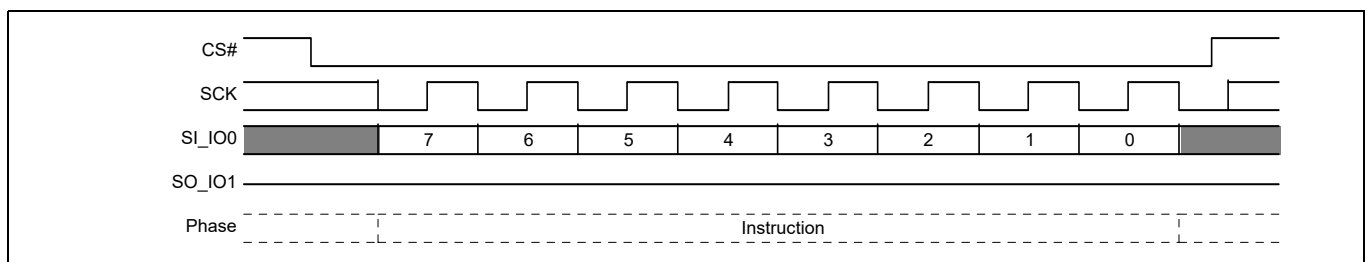 CS#
SCK
SI_IO0 7 6 5 4 3 2 1 0
SO_IO1
Phase Instruction